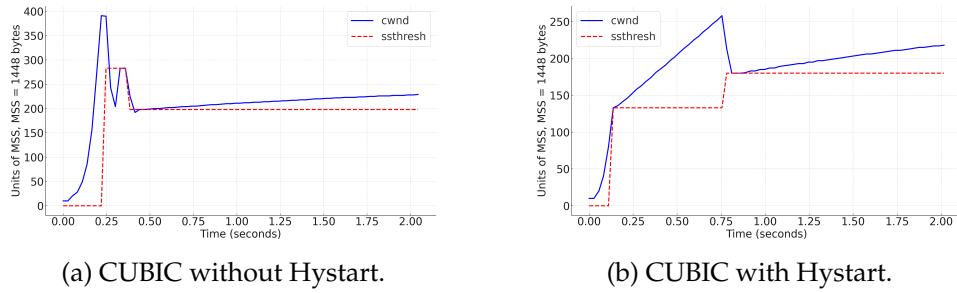 Units of MSS, MSS = 1448 bytes
400
350
300
250
200
150
100
50
0
0.00 0.25 0.50 0.75 1.00 1.25 1.50 1.75 2.00
Time (seconds)
cwnd
ssthresh
(a) CUBIC without Hystart.
Units of MSS, MSS = 1448 bytes
250
200
150
100
50
0
0.00 0.25 0.50 0.75 1.00 1.25 1.50 1.75 2.00
Time (seconds)
cwnd
ssthresh
(b) CUBIC with Hystart.